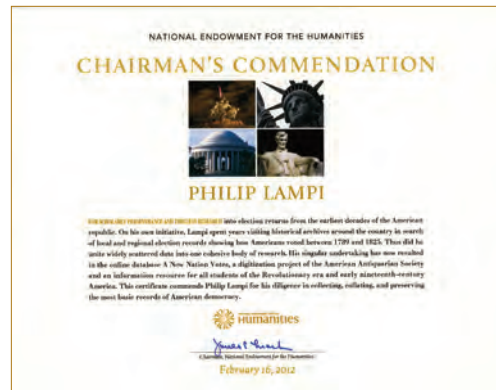 NATIONAL ENDOWMENT FOR THE HUMANITIES
CHAIRMAN'S COMMENDATION
PHILIP LAMPI
FOR SCHOLARLY PERSEVERANCE AND DEVOTED RESEARCH into election returns from the earliest decades of the American
republic. On his own initiative, Lampi spent years visiting historical archives around the country in search
of local and regional election records showing how Americans voted between 1789 and 1825. Thus did he
unite widely scattered data into one cohesive body of research. His singular undertaking has now resulted
in the online database A New Nation Votes, a digitization project of the American Antiquarian Society
and an information resource for all students of the Revolutionary era and early nineteenth-century
America. This certificate commends Philip Lampi for his diligence in collecting, collating, and preserving
the most basic records of American democracy.
Humanities
Chairman, National Endowment for the Humanities
February 16, 2012